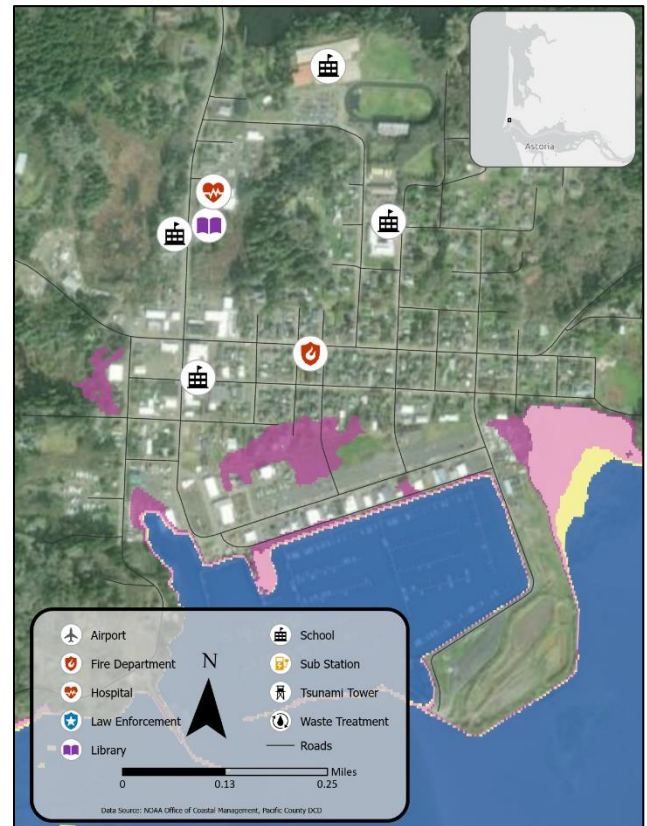 Astoria
Airport
Fire Department
Hospital
Law Enforcement
Library
N
School
Sub Station
Tsunami Tower
Waste Treatment
Roads
Miles
0 0.13 0.25
Data Source: NOAA Office of Coastal Management, Pacific County DCD